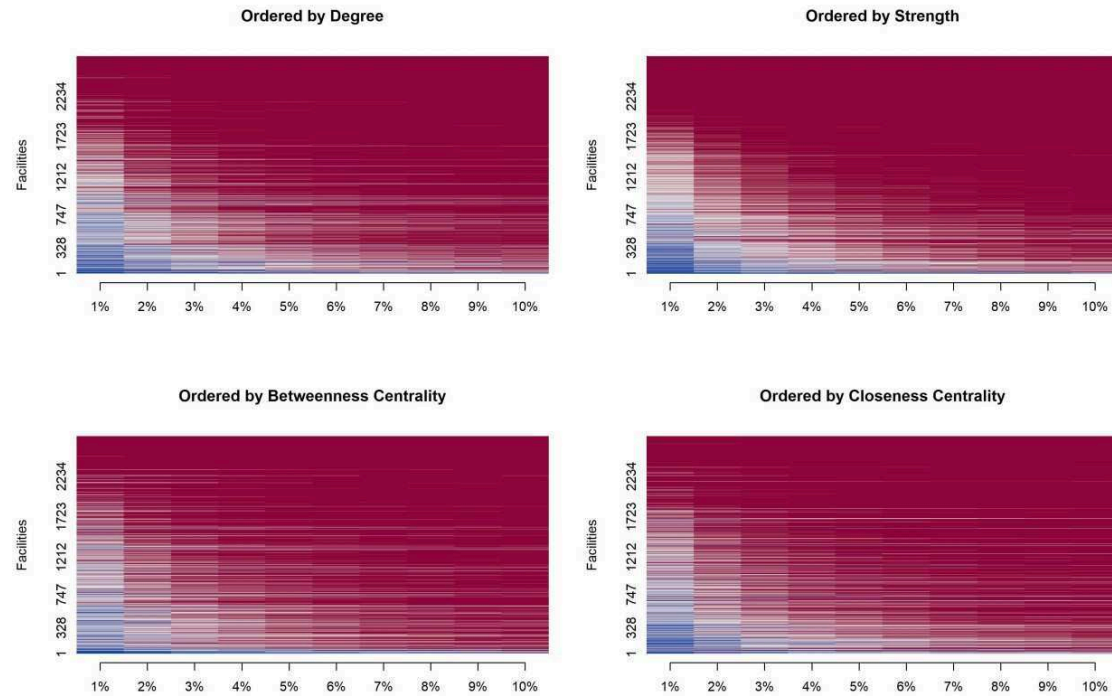 Ordered by Degree
Facilities
2234
1723
1212
747
328
1
1% 2% 3% 4% 5% 6% 7% 8% 9% 10%
Ordered by Strength
Facilities
2234
1723
1212
747
328
1
1% 2% 3% 4% 5% 6% 7% 8% 9% 10%
Ordered by Betweenness Centrality
Facilities
2234
1723
1212
747
328
1
1% 2% 3% 4% 5% 6% 7% 8% 9% 10%
Ordered by Closeness Centrality
Facilities
2234
1723
1212
747
328
1
1% 2% 3% 4% 5% 6% 7% 8% 9% 10%